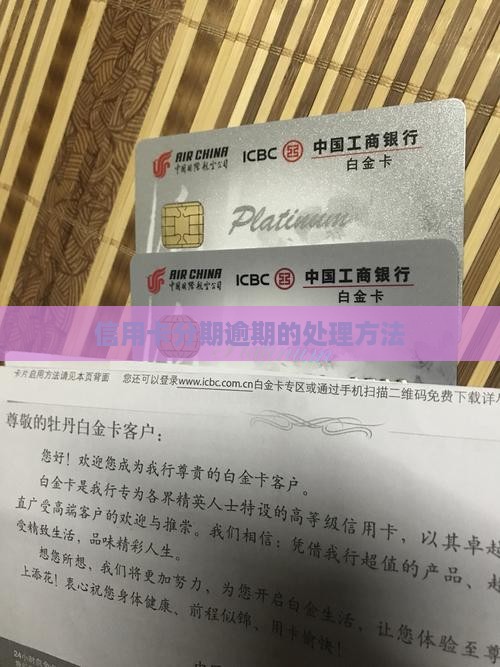 AIR CHINA ICBC 中国工商银行
中国国际航空公司 白金卡
Platinum
AIR CHINA ICBC 中国工商银行
中国国际航空公司 白金卡
信用卡分期逾期的处理方法
卡片启用方法请见本页背面 您还可以登录www.icbc.com.cn白金卡专区或通过手机扫描二维码免费下载详
尊敬的牡丹白金卡客户:
您好!欢迎您成为我行尊贵的白金卡客户。
白金卡是我行专为各界精英人士特设的高等级信用卡,以其卓越
直广受高端客户的欢迎与推崇。我们相信:凭借我行超值的产品、超
受精致生活,品味精彩人生。
想您所想,我们将更加努力,为您开启白金生活,让您体验至尊
上添花!衷心祝您身体健康、前程似锦、用卡愉快!
24小时